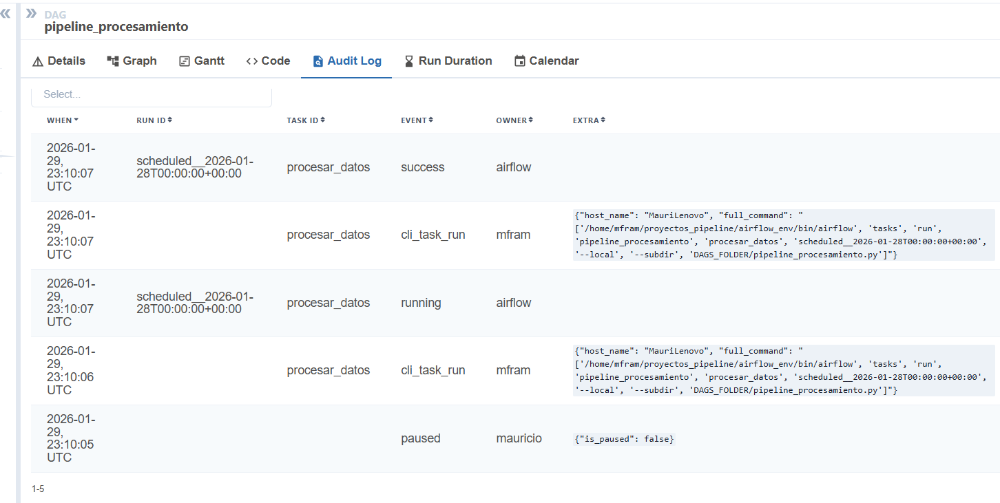 DAG
pipeline_procesamiento
Details Graph Gantt <> Code Audit Log Run Duration Calendar
Select...
WHEN RUN ID TASK ID EVENT OWNER EXTRA
2026-01-
29,
23:10:07
UTC
scheduled__2026-01-
28T00:00:00+00:00
procesar_datos
success
airflow
2026-01-
29,
23:10:07
UTC
procesar_datos
cli_task_run
mfram
{"host_name": "MauriLenovo", "full_command": "
['/home/mfram/proyectos_pipeline/airflow_env/bin/airflow', 'tasks', 'run',
'pipeline_procesamiento', 'procesar_datos', 'scheduled__2026-01-28T00:00:00+00:00',
'--local', '--subdir', 'DAGS_FOLDER/pipeline_procesamiento.py']"}
2026-01-
29,
23:10:07
UTC
scheduled__2026-01-
28T00:00:00+00:00
procesar_datos
running
airflow
2026-01-
29,
23:10:06
UTC
procesar_datos
cli_task_run
mfram
{"host_name": "MauriLenovo", "full_command": "
['/home/mfram/proyectos_pipeline/airflow_env/bin/airflow', 'tasks', 'run',
'pipeline_procesamiento', 'procesar_datos', 'scheduled__2026-01-28T00:00:00+00:00',
'--local', '--subdir', 'DAGS_FOLDER/pipeline_procesamiento.py']"}
2026-01-
29,
23:10:05
UTC
paused
mauricio
{"is_paused": false}
1-5